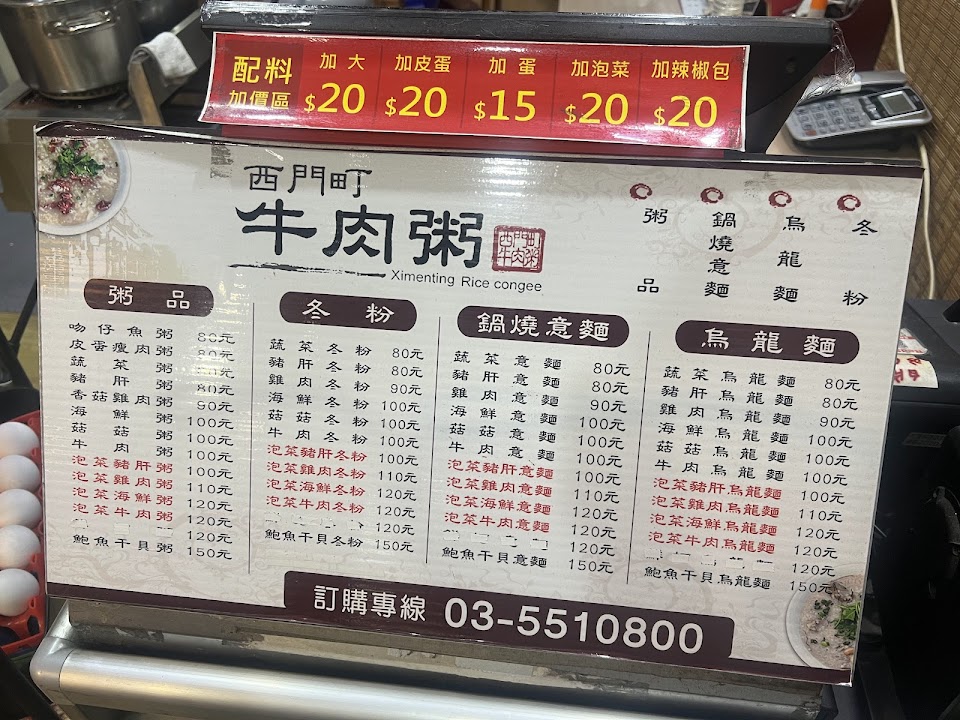 配料
加價區
加大
$20
加皮蛋
$20
加蛋
$15
加泡菜
$20
加辣椒包
$20
西門町
牛肉粥
西門町
牛肉粥
Ximenting Rice congee
粥品
鍋燒意麵
烏龍麵
冬粉
粥品
吻仔魚粥 80元
皮蛋瘦肉粥 80元
蔬菜粥 80元
豬肝粥 80元
香菇雞肉粥 90元
海鮮粥 100元
菇菇粥 100元
牛肉粥 100元
泡菜豬肝粥 100元
泡菜雞肉粥 110元
泡菜海鮮粥 120元
泡菜牛肉粥 120元
120元
鮑魚干貝粥 150元
冬粉
蔬菜冬粉 80元
豬肝冬粉 80元
雞肉冬粉 90元
海鮮冬粉 100元
菇菇冬粉 100元
牛肉冬粉 100元
泡菜豬肝冬粉 100元
泡菜雞肉冬粉 110元
泡菜海鮮冬粉 120元
泡菜牛肉冬粉 120元
120元
鮑魚干貝冬粉 150元
鍋燒意麵
蔬菜意麵 80元
豬肝意麵 80元
雞肉意麵 90元
海鮮意麵 100元
菇菇意麵 100元
牛肉意麵 100元
泡菜豬肝意麵 100元
泡菜雞肉意麵 110元
泡菜海鮮意麵 120元
泡菜牛肉意麵 120元
120元
鮑魚干貝意麵 150元
烏龍麵
蔬菜烏龍麵 80元
豬肝烏龍麵 80元
雞肉烏龍麵 90元
海鮮烏龍麵 100元
菇菇烏龍麵 100元
牛肉烏龍麵 100元
泡菜豬肝烏龍麵 100元
泡菜雞肉烏龍麵 110元
泡菜海鮮烏龍麵 120元
泡菜牛肉烏龍麵 120元
120元
鮑魚干貝烏龍麵 150元
訂購專線 03-5510800